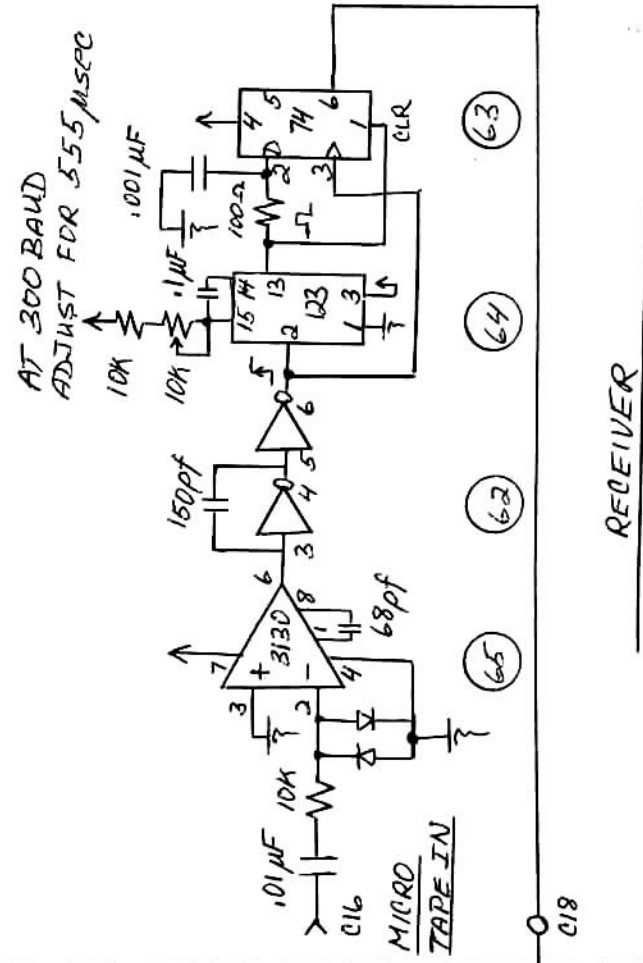 AT 300 BAUD
ADJUST FOR 555 µSEC
10K
10K
.1µF
.001µF
15 14
2
123
13
1
3
100Ω
2
D
4
74
5
3
1
6
CLR
150pf
3
4
5
6
7
3
+
3130
-
2
4
6
8
1
68pf
.01µF
10K
C16
MICRO
TAPE IN
65
62
64
63
C18
RECEIVER